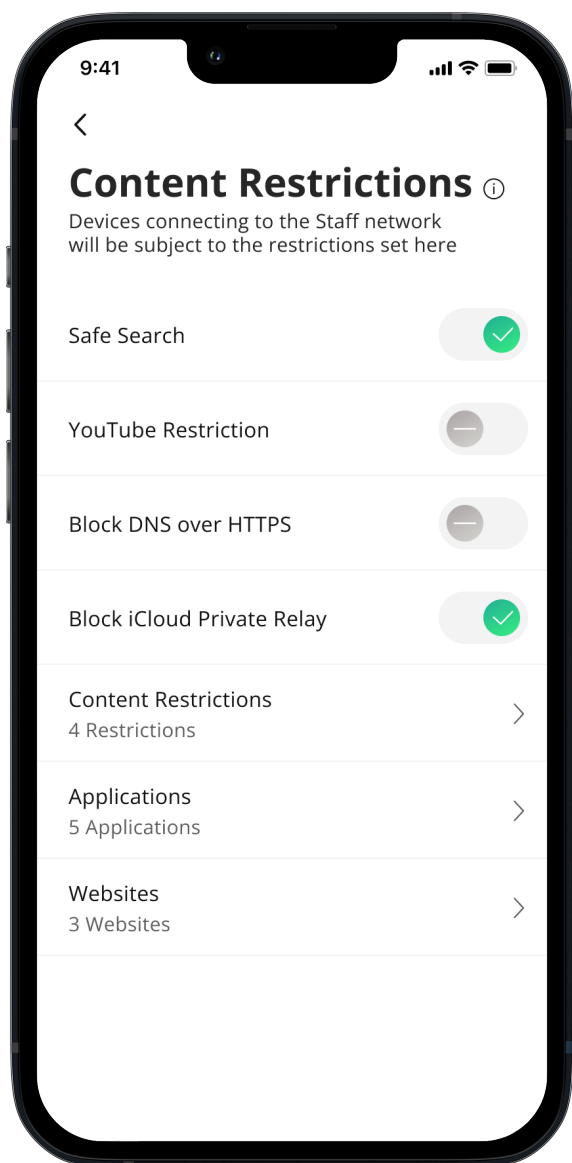 9:41
Content Restrictions
Devices connecting to the Staff network
will be subject to the restrictions set here
Safe Search
YouTube Restriction
Block DNS over HTTPS
Block iCloud Private Relay
Content Restrictions
4 Restrictions
Applications
5 Applications
Websites
3 Websites